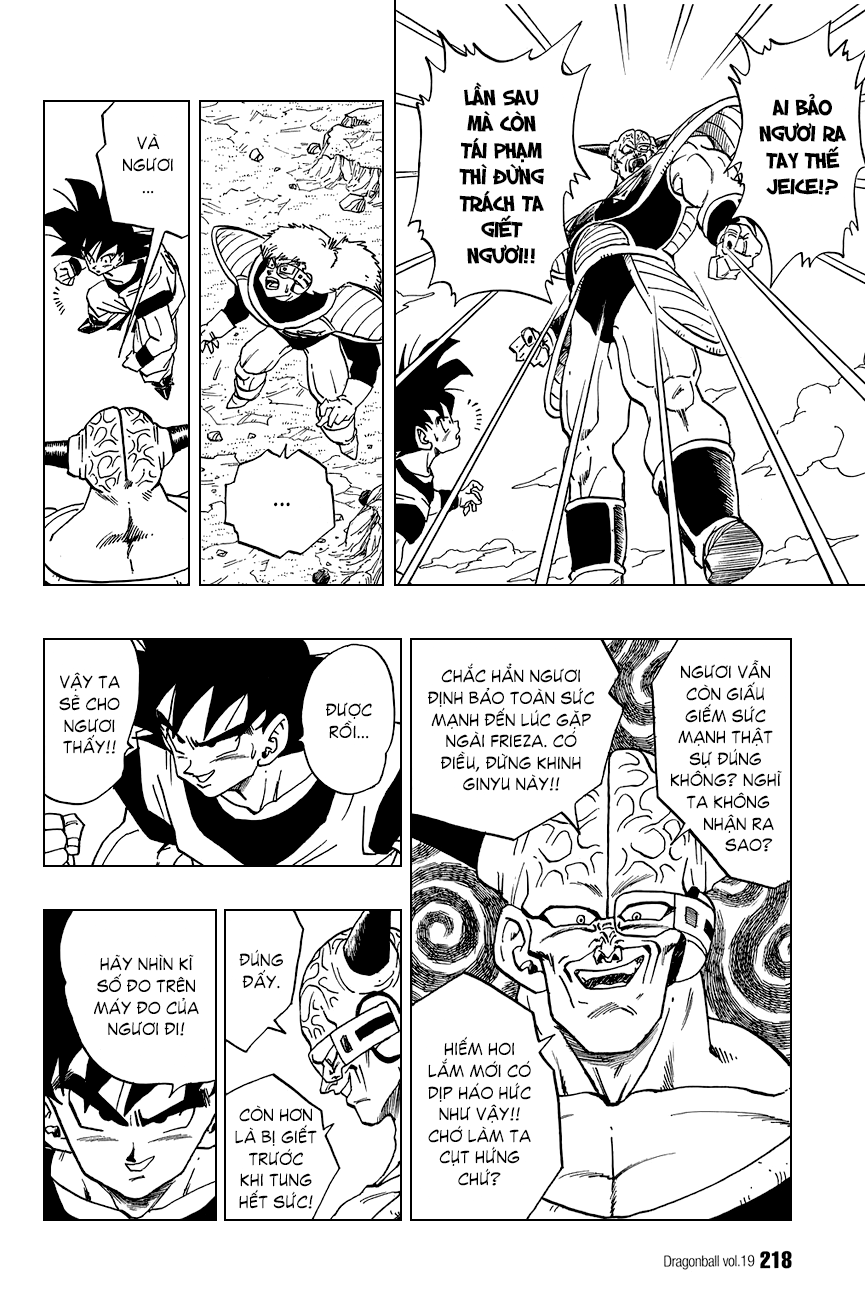 AI BẢO
NGƯƠI RA
TAY THẾ
JEICE!?
LẦN SAU
MÀ CÒN
TÁI PHẠM
THÌ ĐỪNG
TRÁCH TA
GIẾT
NGƯƠI!!
...
VÀ
NGƯƠI
...
NGƯƠI VẪN
CÒN GIẤU
GIẾM SỨC
MẠNH THẬT
SỰ ĐÚNG
KHÔNG? NGHĨ
TA KHÔNG
NHẬN RA
SAO?
CHẮC HẲN NGƯƠI
ĐỊNH BẢO TOÀN SỨC
MẠNH ĐẾN LÚC GẶP
NGÀI FRIEZA. CÓ
ĐIỀU, ĐỪNG KHINH
GINYU NÀY!!
HIẾM HOI
LẮM MỚI CÓ
DỊP HÁO HỨC
NHƯ VẬY!!
CHỚ LÀM TA
CỤT HỨNG
CHỨ?
ĐƯỢC
RỒI...
VẬY TA
SẼ CHO
NGƯƠI
THẤY!!
ĐÚNG
ĐẤY.
CÒN HƠN
LÀ BỊ GIẾT
TRƯỚC
KHI TUNG
HẾT SỨC!
HÃY NHÌN KĨ
SỐ ĐO TRÊN
MÁY ĐO CỦA
NGƯƠI ĐI!
Dragonball vol.19 218